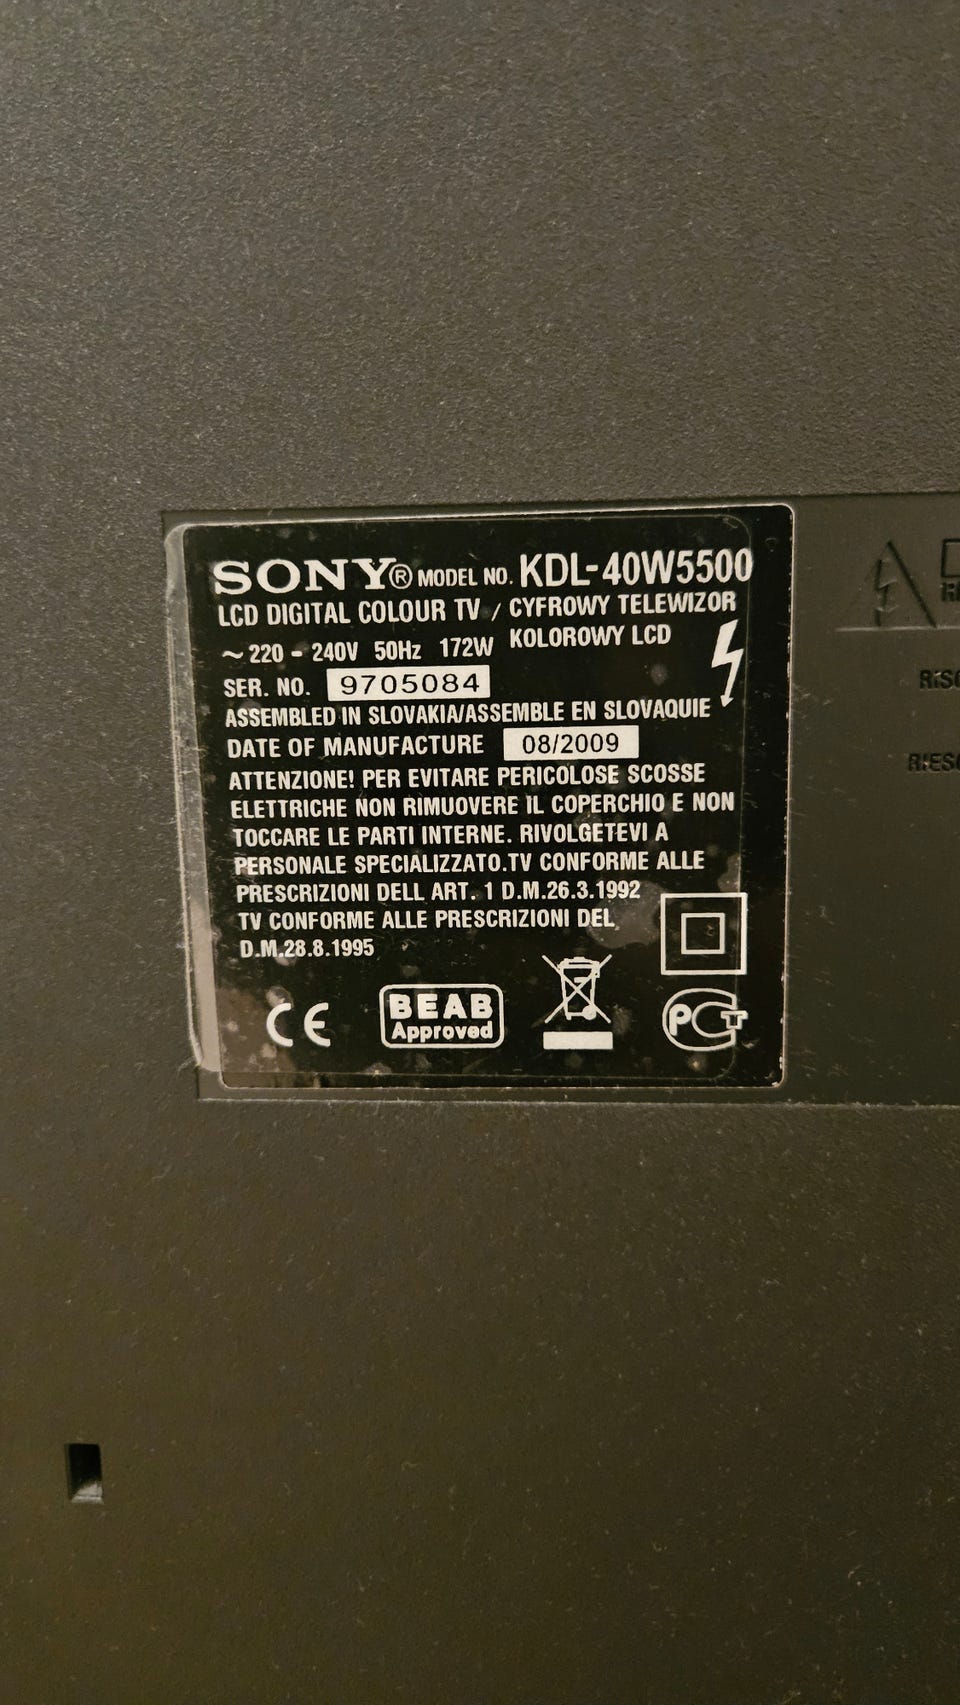 SONY® MODEL NO. KDL-40W5500
LCD DIGITAL COLOUR TV / CYFROWY TELEWIZOR
KOLOROWY LCD
~ 220 - 240V 50Hz 172W
SER. NO. 9705084
ASSEMBLED IN SLOVAKIA/ASSEMBLE EN SLOVAQUIE
DATE OF MANUFACTURE 08/2009
ATTENZIONE! PER EVITARE PERICOLOSE SCOSSE
ELETTRICHE NON RIMUOVERE IL COPERCHIO E NON
TOCCARE LE PARTI INTERNE. RIVOLGETEVI A
PERSONALE SPECIALIZZATO.TV CONFORME ALLE
PRESCRIZIONI DELL ART. 1 D.M.26.3.1992
TV CONFORME ALLE PRESCRIZIONI DEL
D.M.28.8.1995
CE
BEAB
Approved
РСТ